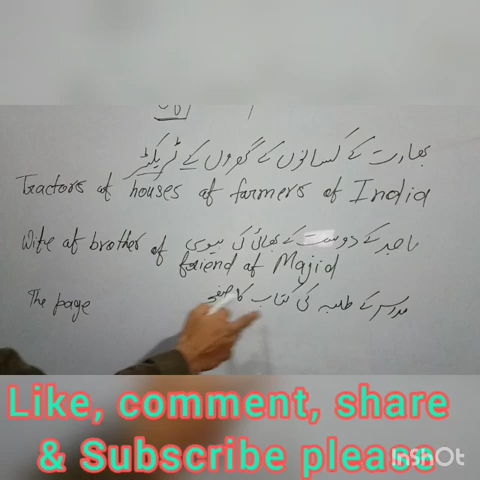 بھارت کے کسانوں کے گھروں کے ٹریکٹر
Tractors of houses of farmers of India
ماجد کے دوست کے بھائی کی بیوی
Wife of brother of
friend of Majid
مدرسہ کے طلبہ کی کتاب کا صفحہ
The page
Like, comment, share
& Subscribe please
InShOt